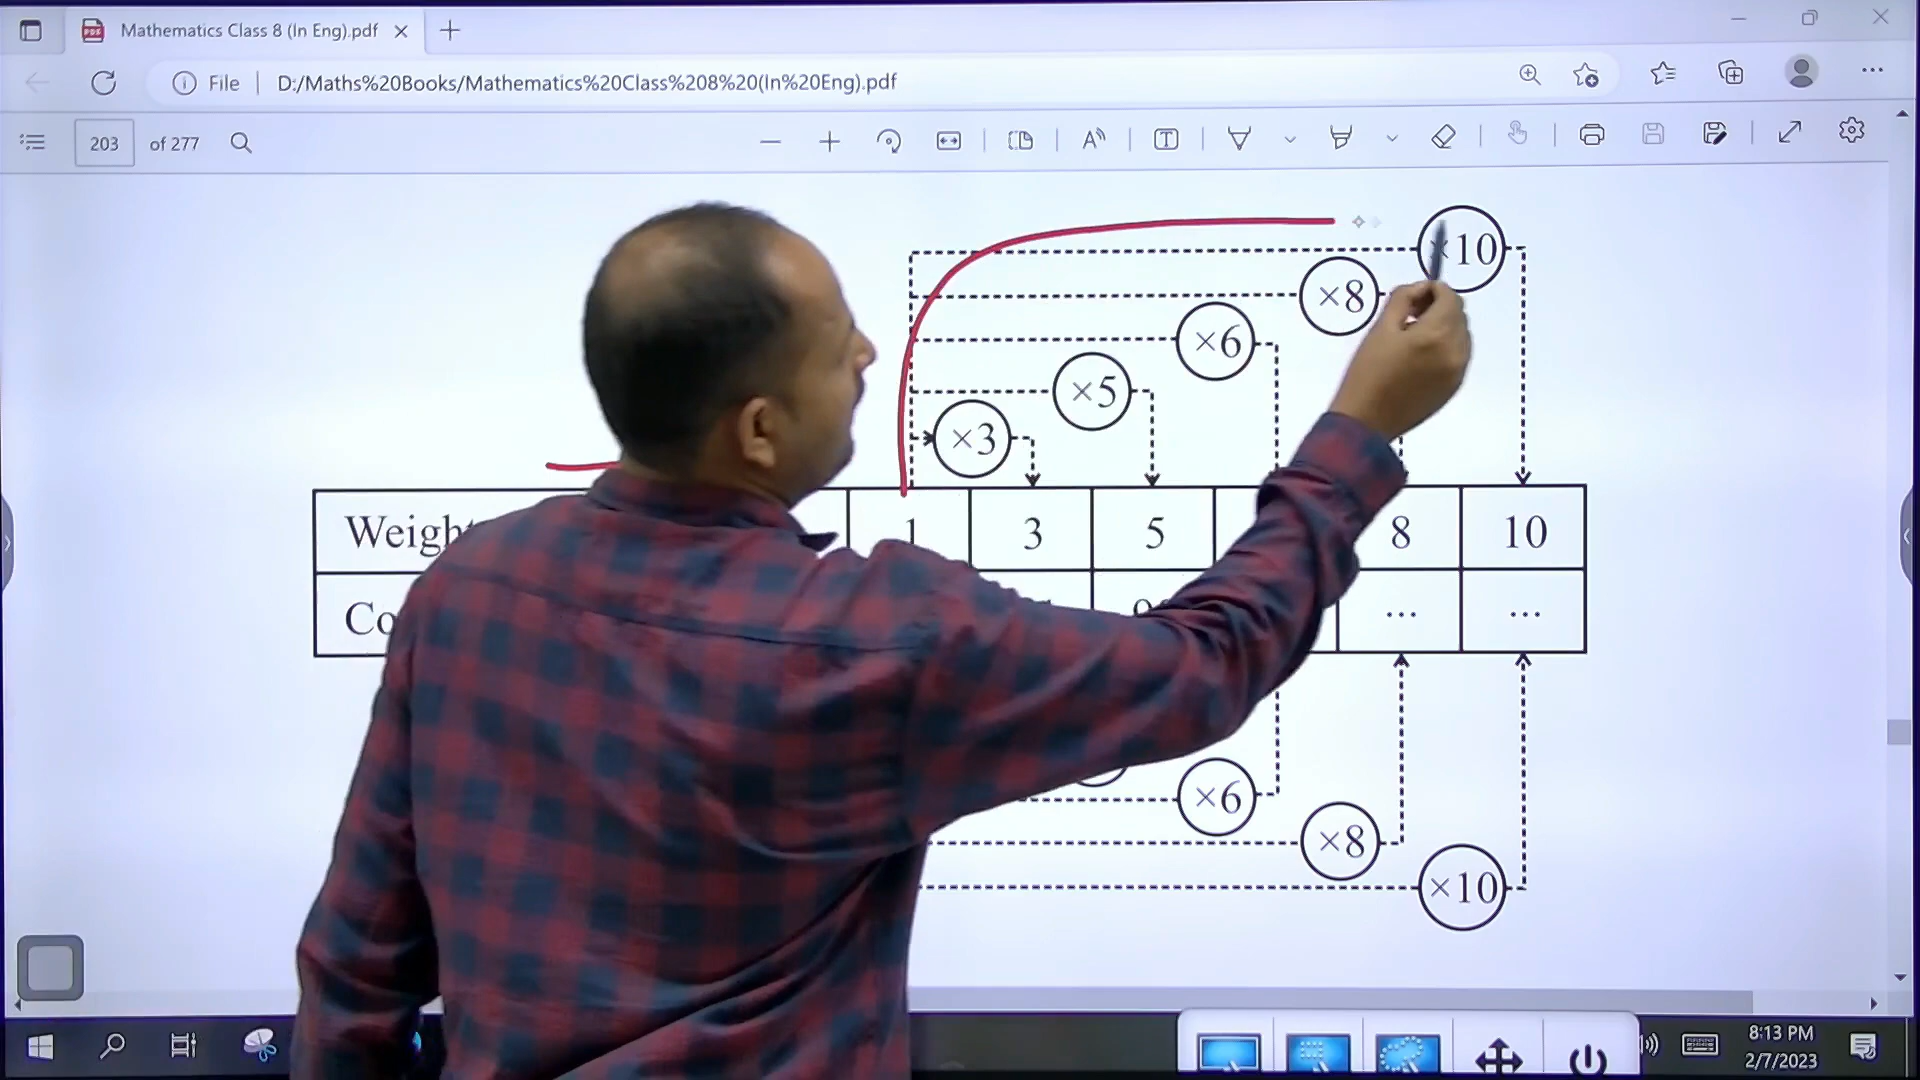 Mathematics Class 8 (In Eng).pdf
File | D:/Maths%20Books/Mathematics%20Class%208%20(In%20Eng).pdf
203 of 277
×10
×8
×6
×5
×3
1 3 5 8 10
... ...
×6
×8
×10
8:13 PM
2/7/2023